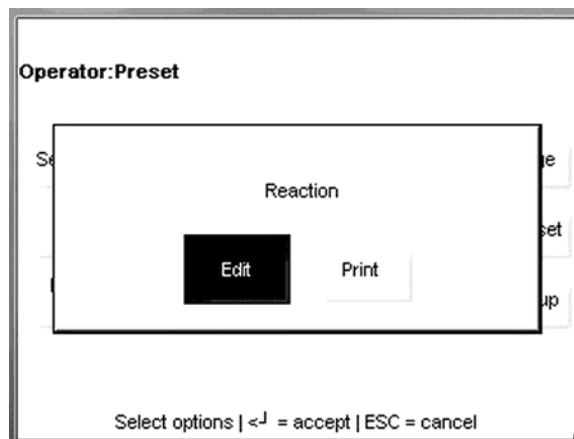 Operator:Preset
Reaction
Edit Print
Select options | <┘ = accept | ESC = cancel